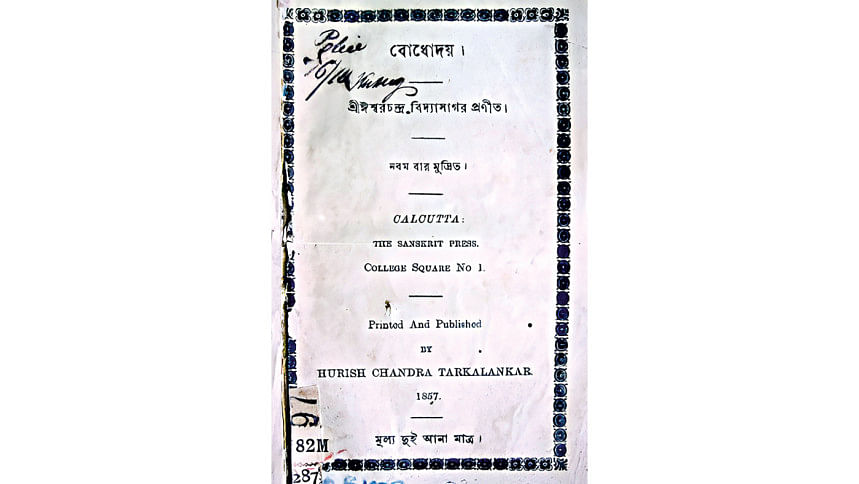 বোধোদয় ।
শ্রীঈশ্বরচন্দ্র বিদ্যাসাগর প্রণীত ।
নবম বার মুদ্রিত ।
CALCUTTA:
THE SANSKRIT PRESS.
COLLEGE SQUARE NO 1.
Printed And Published
BY
HURISH CHANDRA TARKALANKAR.
1857.
মূল্য দুই আনা মাত্র ।
82M
287